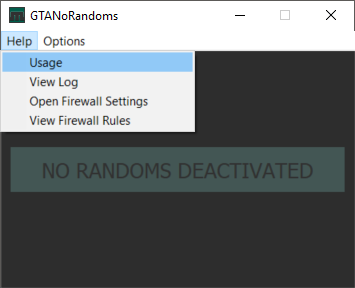 GTANoRandoms
Help Options
Usage
View Log
Open Firewall Settings
View Firewall Rules
NO RANDOMS DEACTIVATED